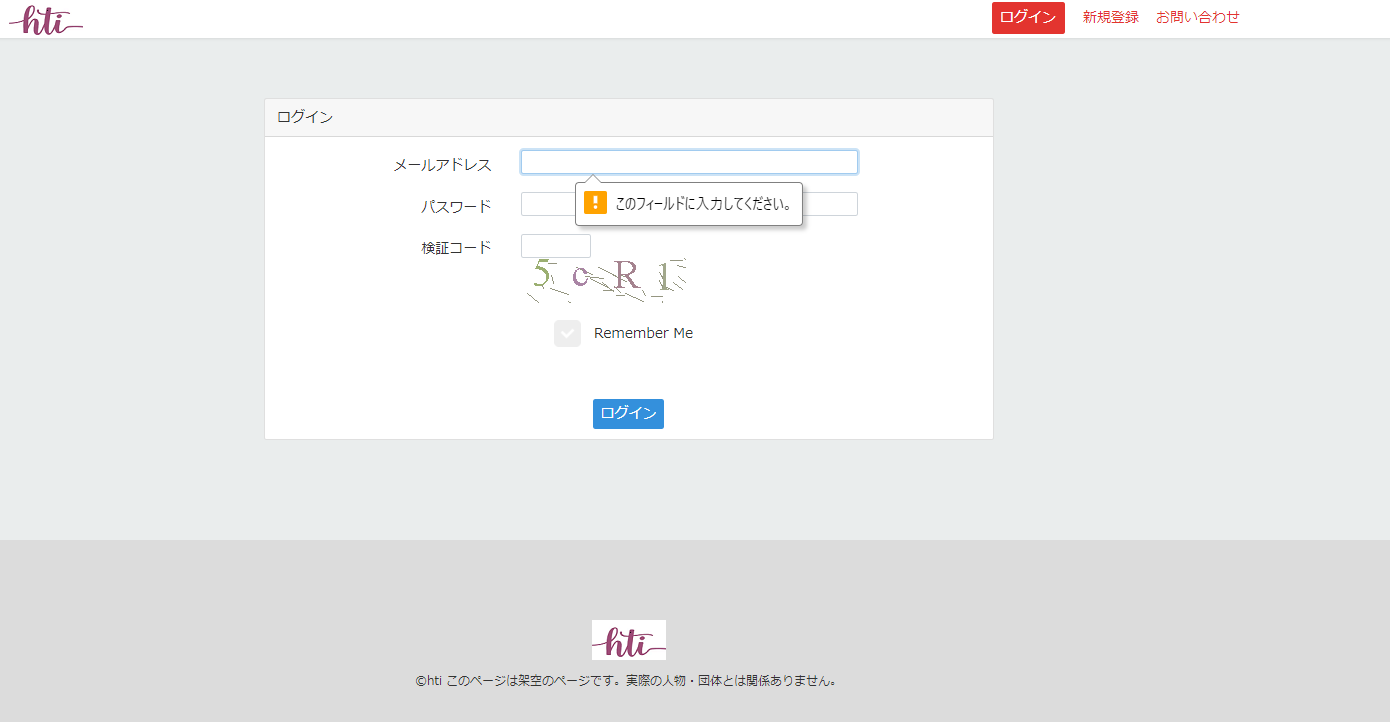 hti ログイン 新規登録 お問い合わせ
ログイン
メールアドレス
このフィールドに入力してください。
パスワード
検証コード
5 c R 1
Remember Me
ログイン
hti
©hti このページは架空のページです。実際の人物・団体とは関係ありません。